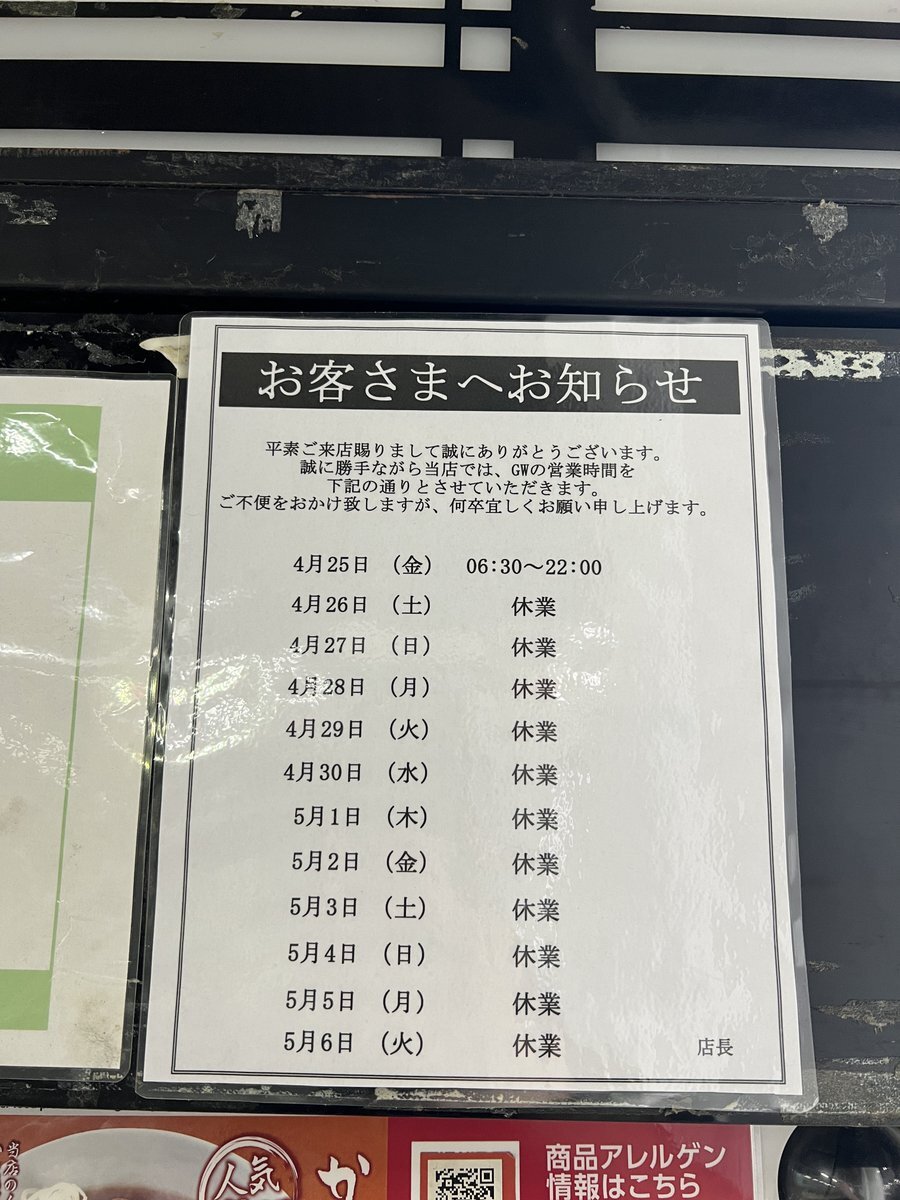 お客さまへお知らせ
平素ご来店賜りまして誠にありがとうございます。
誠に勝手ながら当店では、GWの営業時間を
下記の通りとさせていただきます。
ご不便をおかけ致しますが、何卒宜しくお願い申し上げます。
4月25日 (金) 06:30～22:00
4月26日 (土) 休業
4月27日 (日) 休業
4月28日 (月) 休業
4月29日 (火) 休業
4月30日 (水) 休業
5月1日 (木) 休業
5月2日 (金) 休業
5月3日 (土) 休業
5月4日 (日) 休業
5月5日 (月) 休業
5月6日 (火) 休業
店長
当店の
人気
か
商品アレルゲン
情報はこちら